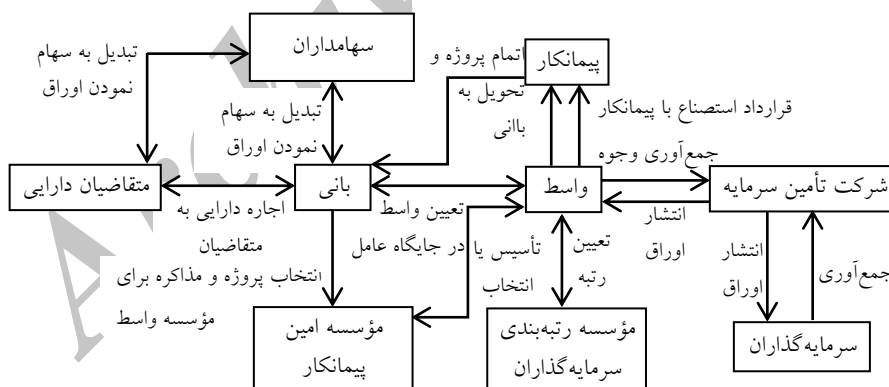 سهامداران
تبدیل به سهام
نمودن اوراق
تبدیل به سهام
نمودن اوراق
اتمام پروژه و
تحویل به
باانی
پیمانکار
قرارداد استصناع با پیمانکار
جمع‌آوری وجوه
شرکت تأمین سرمایه
واسط
بانی
متقاضیان دارایی
انتشار
اوراق
تعیین واسط
در جایگاه عامل
اجاره دارایی به
متقاضیان
تأسیس یا
انتخاب
تعیین
رتبه
انتشار
اوراق
جمع‌آوری
انتخاب پروژه و مذاکره برای
مؤسسه واسط
مؤسسه امین
پیمانکار
مؤسسه رتبه‌بندی
سرمایه‌گذاران
سرمایه‌گذاران